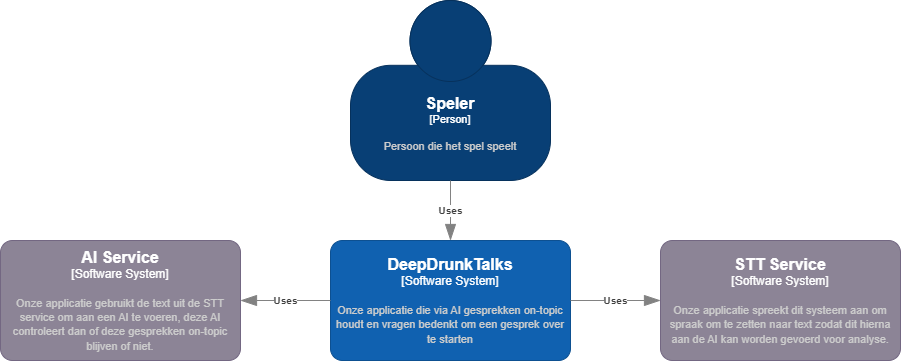 Speler
[Person]
Persoon die het spel speelt
Uses
AI Service
[Software System]
Onze applicatie gebruikt de text uit de STT
service om aan een AI te voeren, deze AI
controleert dan of deze gesprekken on-topic
blijven of niet.
Uses
DeepDrunkTalks
[Software System]
Onze applicatie die via AI gesprekken on-topic
houdt en vragen bedenkt om een gesprek over
te starten
Uses
STT Service
[Software System]
Onze applicatie spreekt dit systeem aan om
spraak om te zetten naar text zodat dit hierna
aan de AI kan worden gevoerd voor analyse.